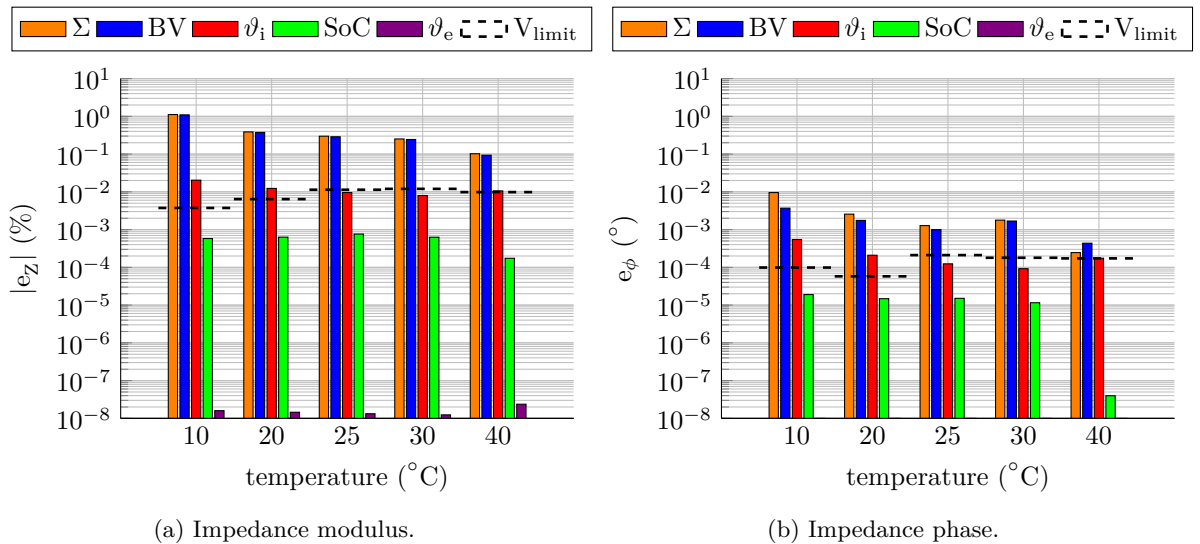 Σ BV ϑi SoC ϑe Vlimit
10^1
10^0
10^−1
10^−2
10^−3
10^−4
10^−5
10^−6
10^−7
10^−8
|eZ| (%)
10 20 25 30 40
temperature (°C)
(a) Impedance modulus.
Σ BV ϑi SoC ϑe Vlimit
10^1
10^0
10^−1
10^−2
10^−3
10^−4
10^−5
10^−6
10^−7
10^−8
eϕ (°)
10 20 25 30 40
temperature (°C)
(b) Impedance phase.